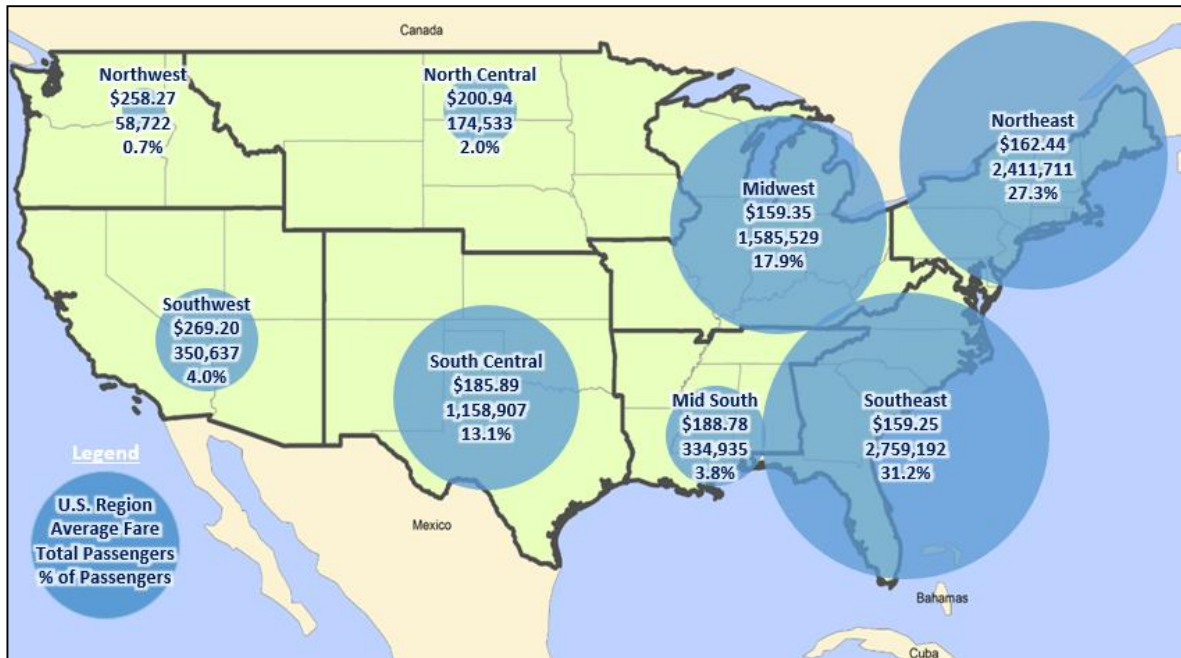 Canada
Northwest
$258.27
58,722
0.7%
North Central
$200.94
174,533
2.0%
Northeast
$162.44
2,411,711
27.3%
Midwest
$159.35
1,585,529
17.9%
Southwest
$269.20
350,637
4.0%
South Central
$185.89
1,158,907
13.1%
Mid South
$188.78
334,935
3.8%
Southeast
$159.25
2,759,192
31.2%
Legend
U.S. Region
Average Fare
Total Passengers
% of Passengers
Mexico
Bahamas
Cuba